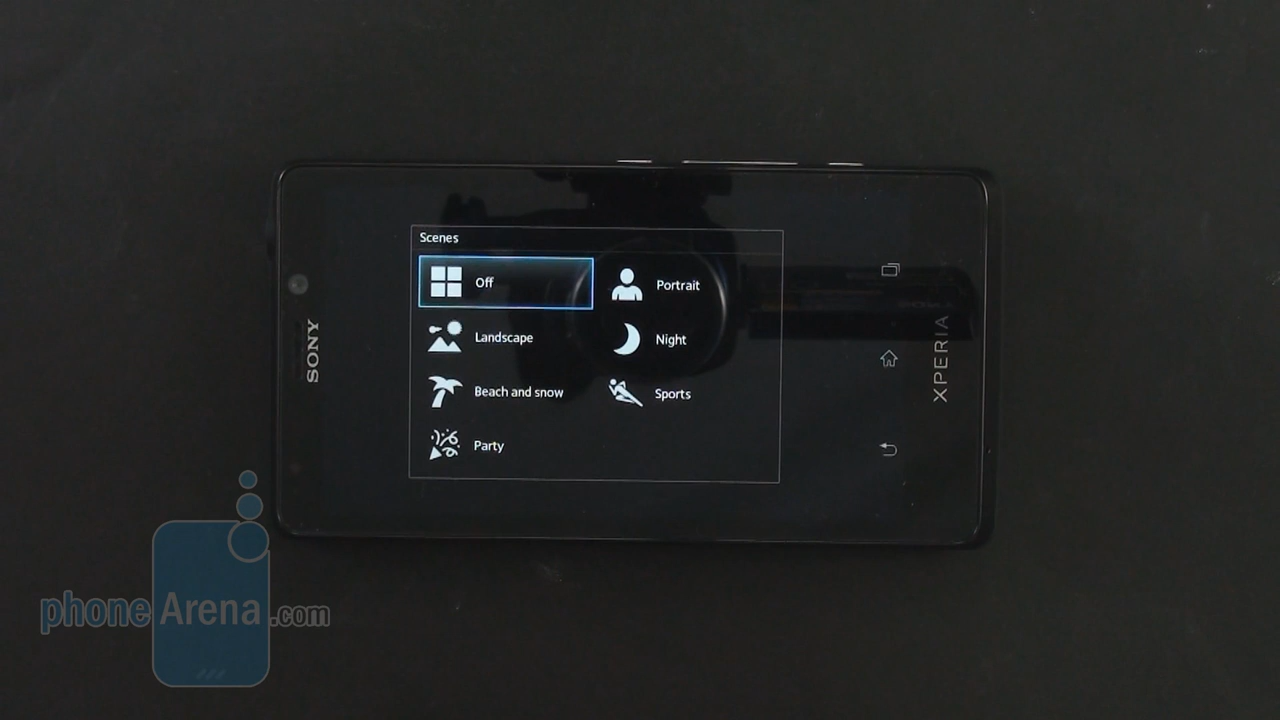 Scenes
Off
Portrait
Landscape
Night
Beach and snow
Sports
Party
SONY
XPERIA
phoneArena.com